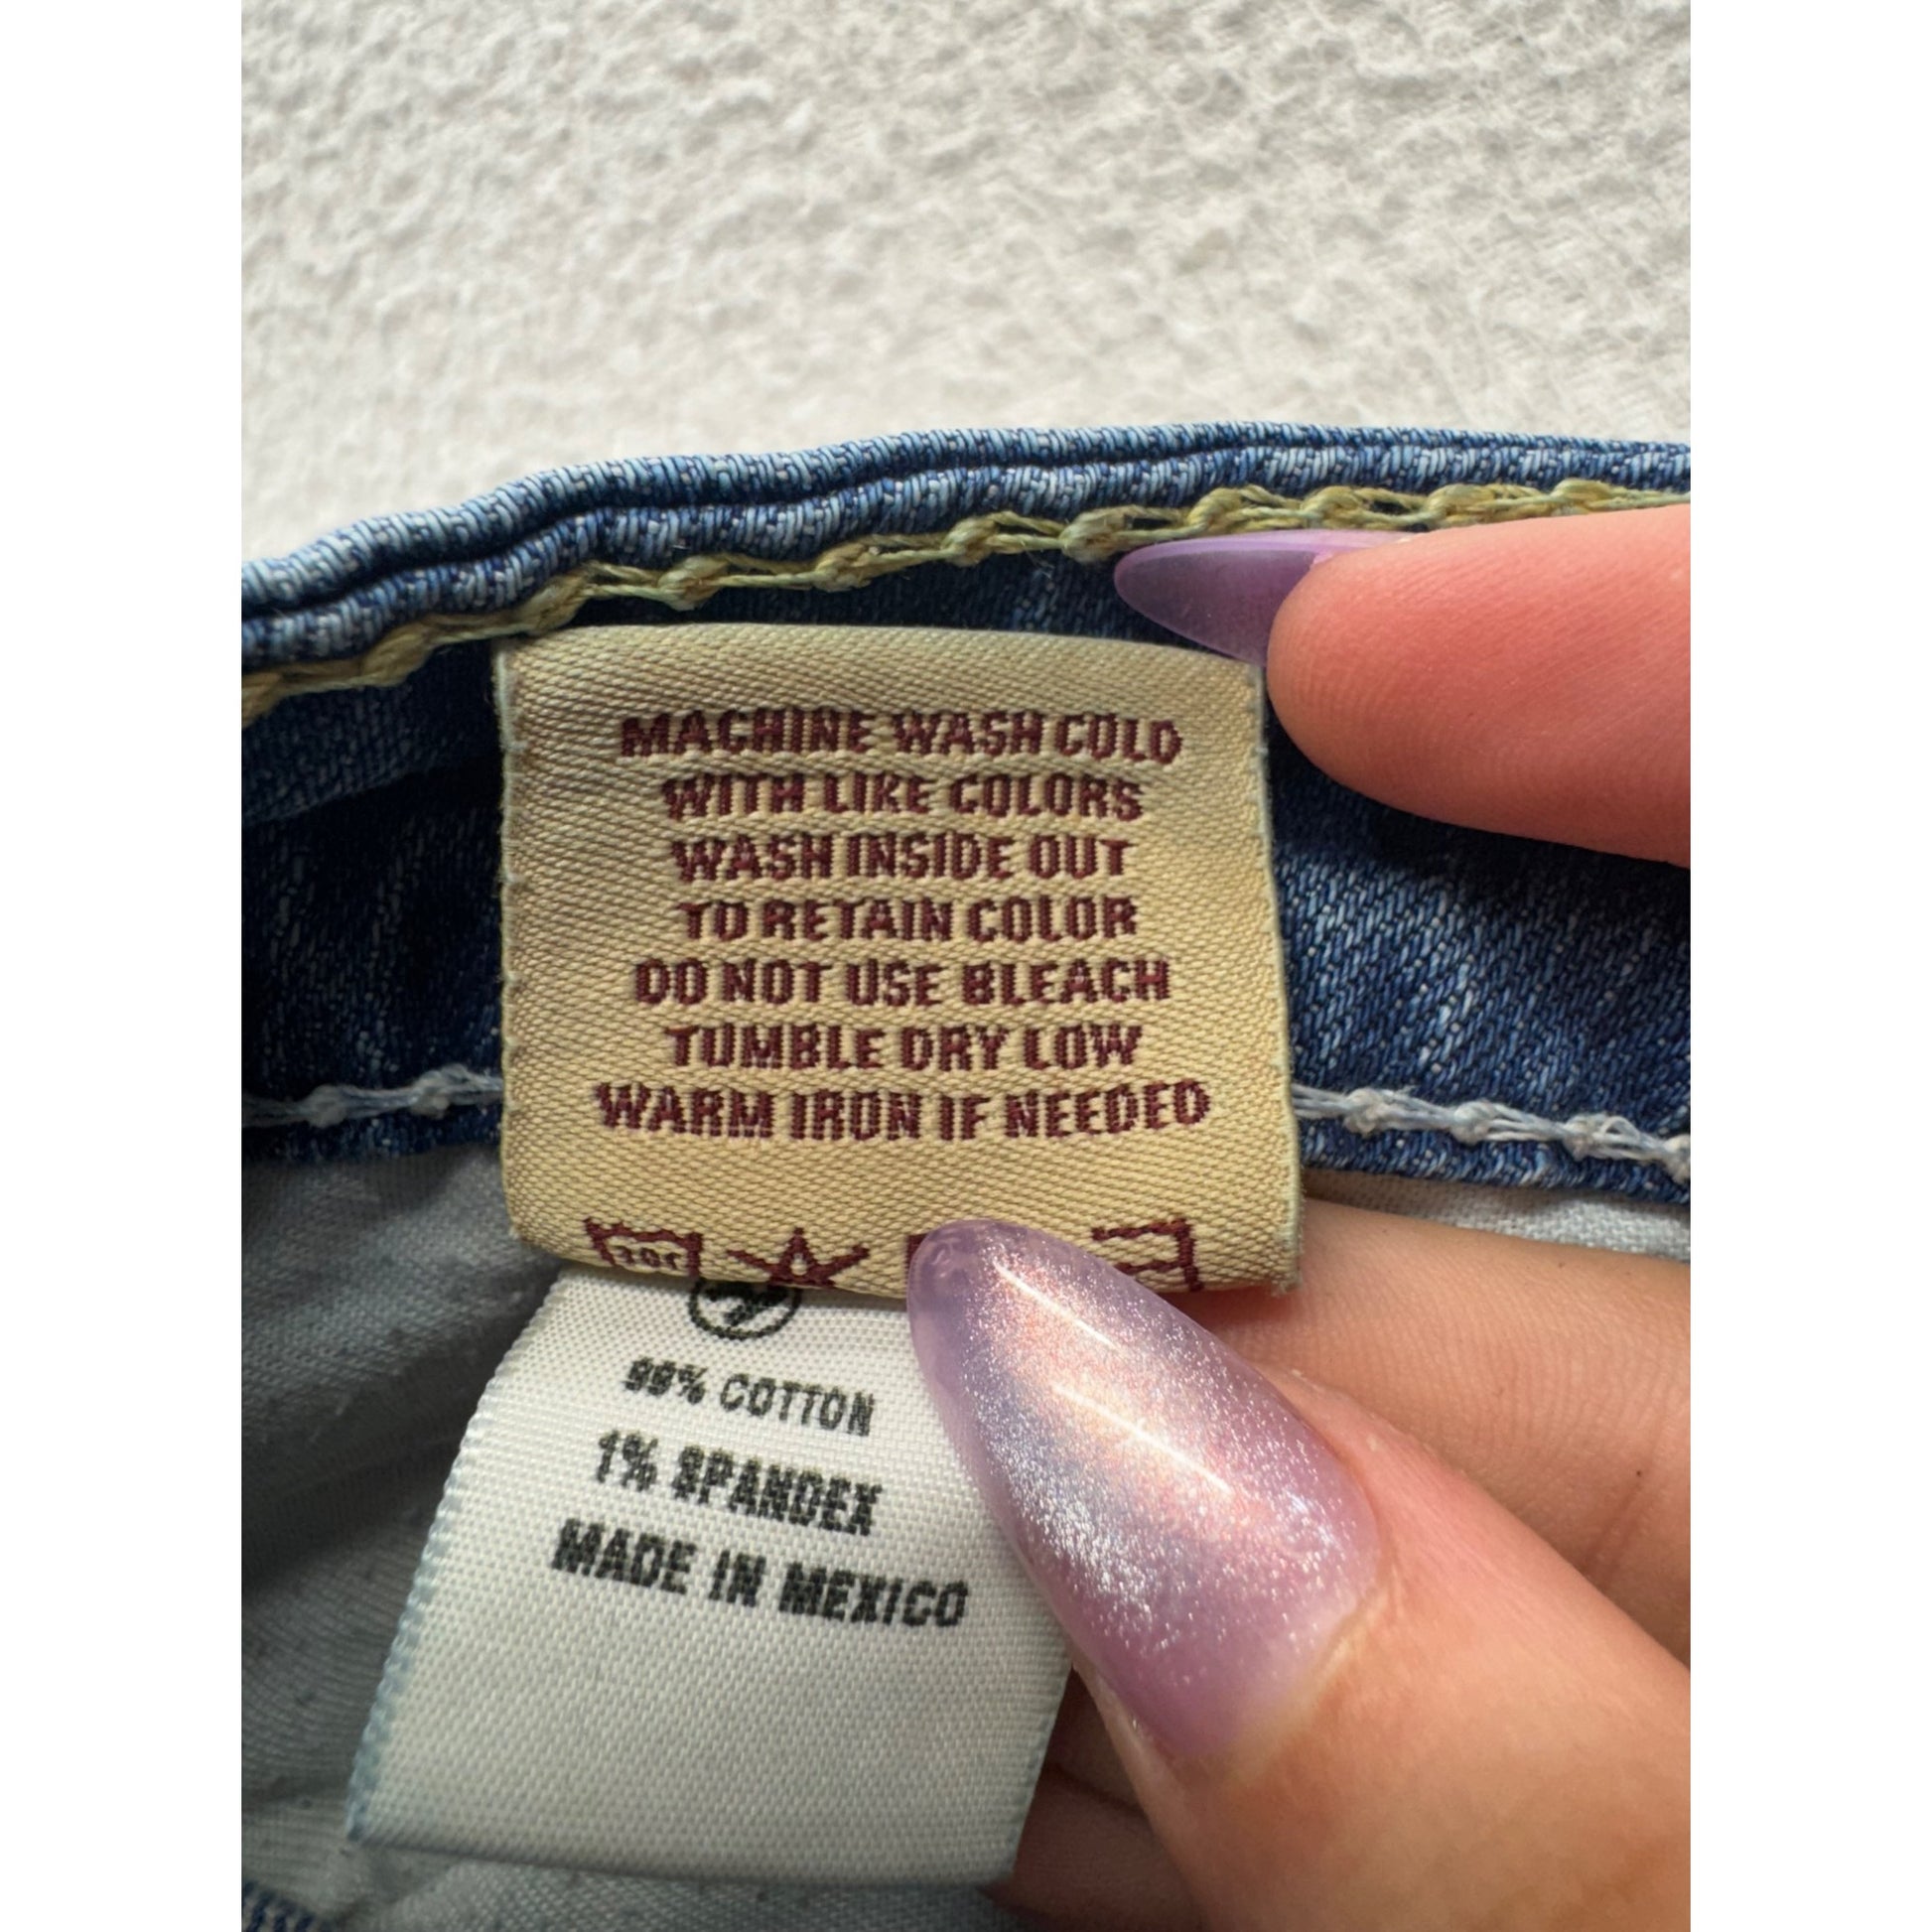 MACHINE WASH COLD
WITH LIKE COLORS
WASH INSIDE OUT
TO RETAIN COLOR
DO NOT USE BLEACH
TUMBLE DRY LOW
WARM IRON IF NEEDED
99% COTTON
1% SPANDEX
MADE IN MEXICO